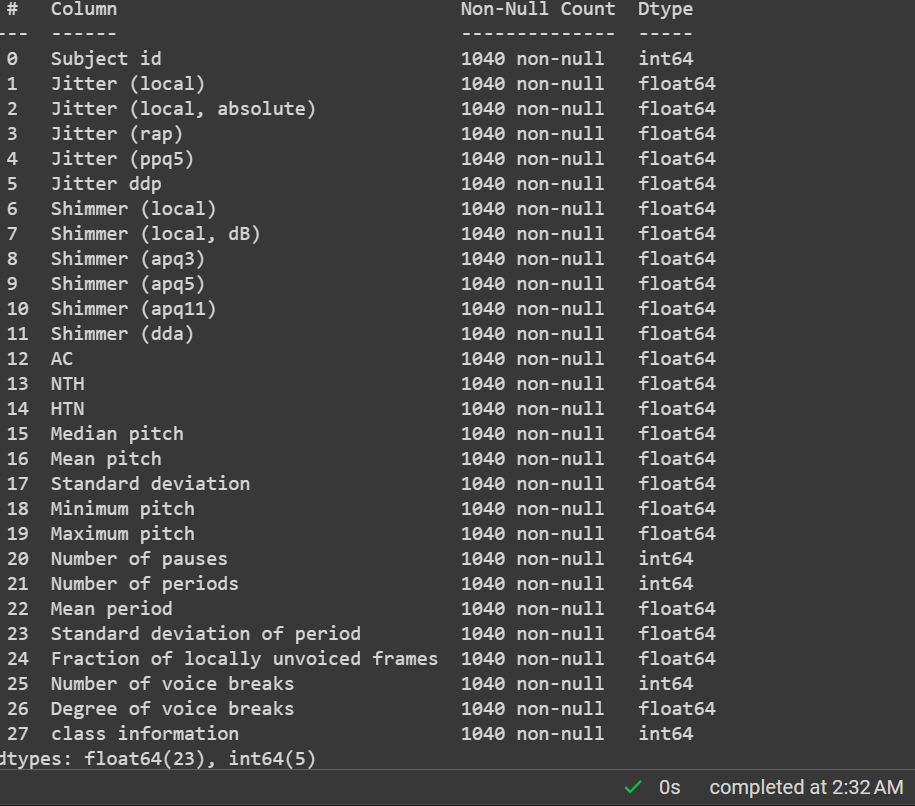 #   Column                               Non-Null Count  Dtype
---  ------                               --------------  -----
0   Subject id                           1040 non-null   int64
1   Jitter (local)                       1040 non-null   float64
2   Jitter (local, absolute)             1040 non-null   float64
3   Jitter (rap)                         1040 non-null   float64
4   Jitter (ppq5)                        1040 non-null   float64
5   Jitter ddp                           1040 non-null   float64
6   Shimmer (local)                      1040 non-null   float64
7   Shimmer (local, dB)                  1040 non-null   float64
8   Shimmer (apq3)                       1040 non-null   float64
9   Shimmer (apq5)                       1040 non-null   float64
10  Shimmer (apq11)                      1040 non-null   float64
11  Shimmer (dda)                        1040 non-null   float64
12  AC                                   1040 non-null   float64
13  NTH                                  1040 non-null   float64
14  HTN                                  1040 non-null   float64
15  Median pitch                         1040 non-null   float64
16  Mean pitch                           1040 non-null   float64
17  Standard deviation                   1040 non-null   float64
18  Minimum pitch                        1040 non-null   float64
19  Maximum pitch                        1040 non-null   float64
20  Number of pauses                     1040 non-null   int64
21  Number of periods                    1040 non-null   int64
22  Mean period                          1040 non-null   float64
23  Standard deviation of period         1040 non-null   float64
24  Fraction of locally unvoiced frames  1040 non-null   float64
25  Number of voice breaks               1040 non-null   int64
26  Degree of voice breaks               1040 non-null   float64
27  class information                    1040 non-null   int64
dtypes: float64(23), int64(5)
✓ 0s completed at 2:32 AM